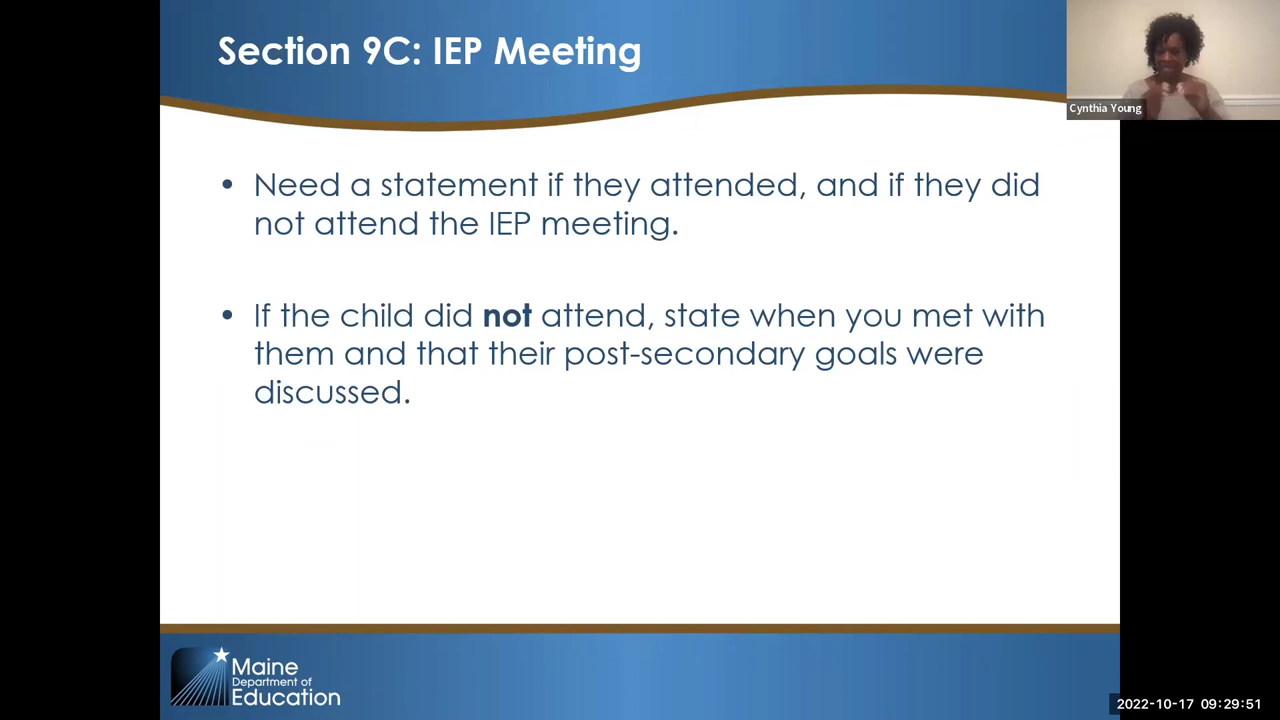 Section 9C: IEP Meeting
Cynthia Young
• Need a statement if they attended, and if they did
not attend the IEP meeting.
• If the child did not attend, state when you met with
them and that their post-secondary goals were
discussed.
Maine
Department of
Education
2022-10-17 09:29:51